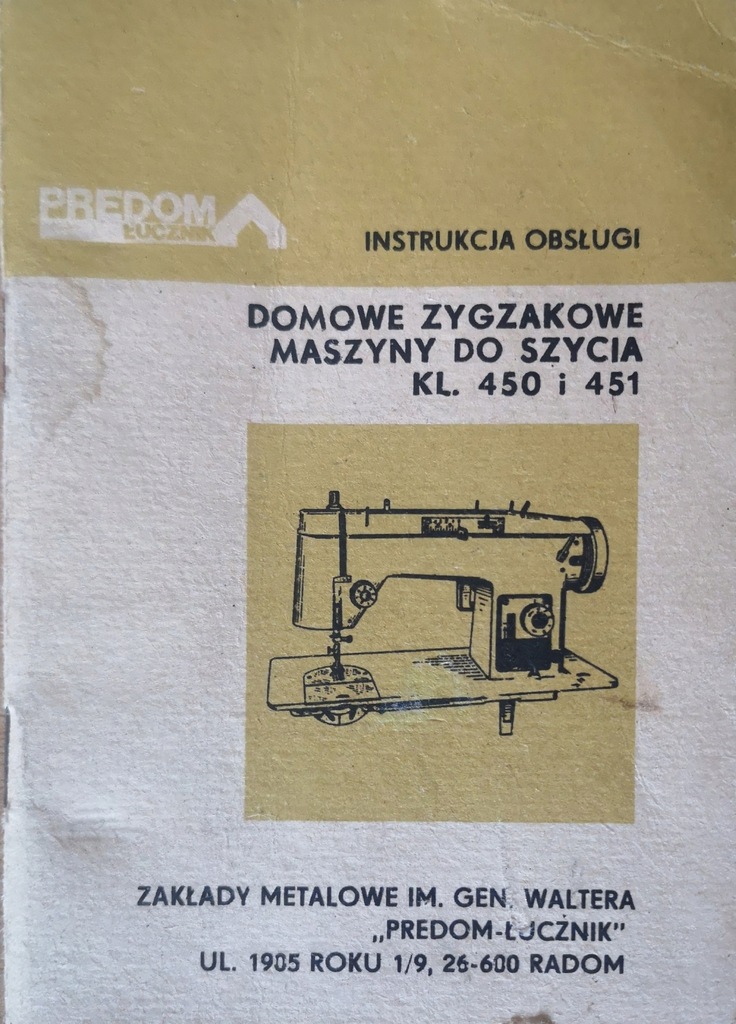 PREDOM
ŁUCZNIK
INSTRUKCJA OBSŁUGI
DOMOWE ZYGZAKOWE
MASZYNY DO SZYCIA
KL. 450 i 451
ZAKŁADY METALOWE IM. GEN. WALTERA
„PREDOM-ŁUCZNIK”
UL. 1905 ROKU 1/9, 26-600 RADOM